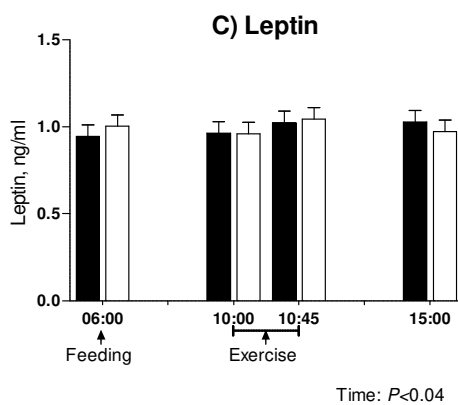 C) Leptin
1.5
1.0
0.5
0.0
Leptin, ng/ml
06:00 10:00 10:45 15:00
Feeding Exercise
Time: P<0.04